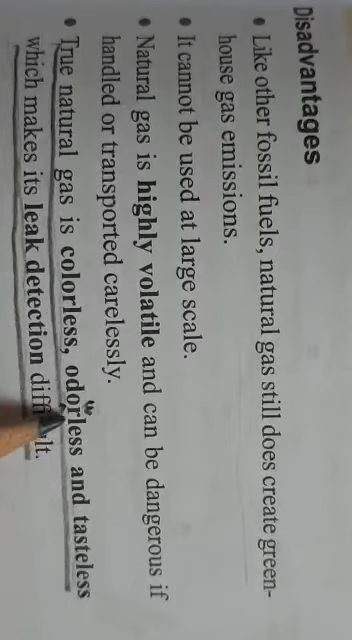 Disadvantages
• Like other fossil fuels, natural gas still does create green-
house gas emissions.
• It cannot be used at large scale.
• Natural gas is highly volatile and can be dangerous if
handled or transported carelessly.
• True natural gas is colorless, odorless and tasteless
which makes its leak detection